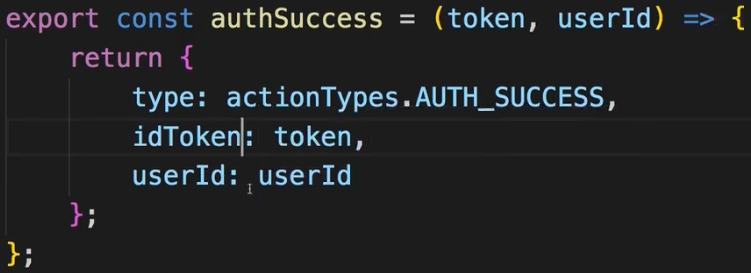 export const authSuccess = (token, userId) => {
return {
type: actionTypes.AUTH_SUCCESS,
idToken: token,
userId: userId
};
};